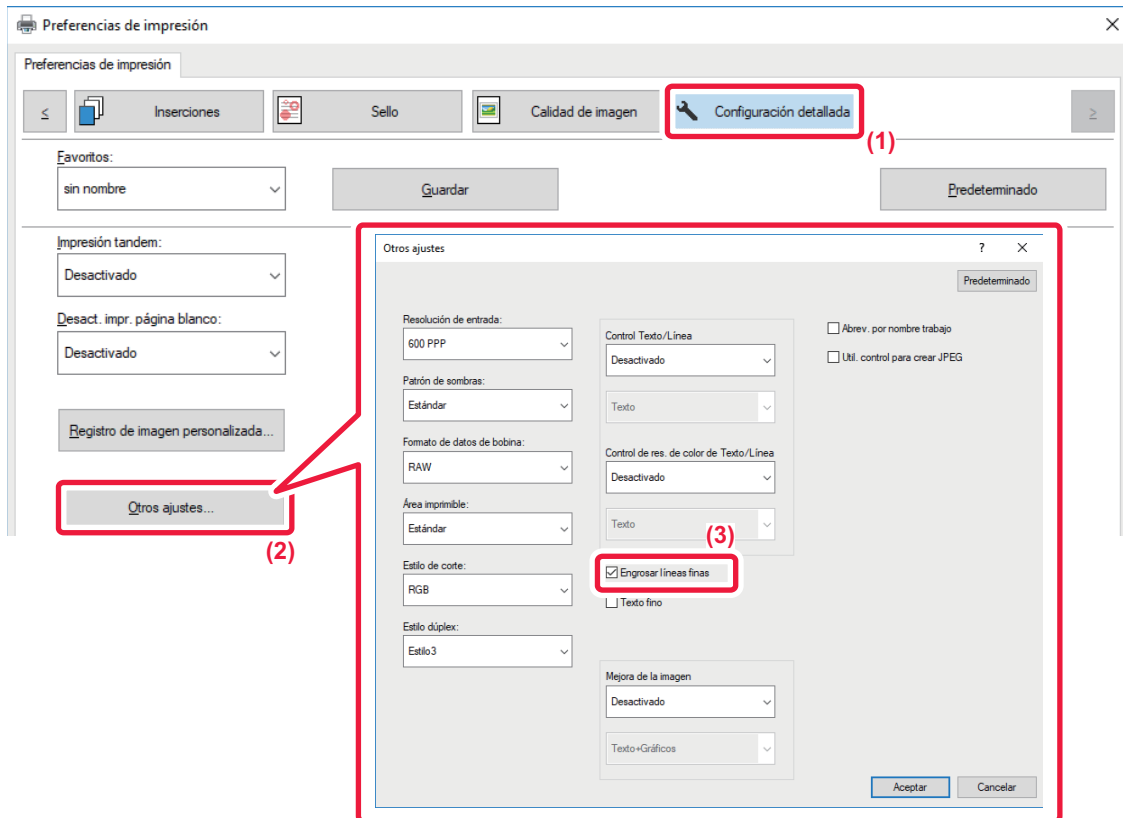 Preferencias de impresión
Preferencias de impresión
≤
Inserciones
Sello
Calidad de imagen
Configuración detallada
≥
(1)
Favoritos:
sin nombre
Guardar
Predeterminado
Impresión tandem:
Desactivado
Desact. impr. página blanco:
Desactivado
Registro de imagen personalizada...
Otros ajustes...
(2)
Otros ajustes
?
Predeterminado
Resolución de entrada:
600 PPP
Patrón de sombras:
Estándar
Formato de datos de bobina:
RAW
Área imprimible:
Estándar
Estilo de corte:
RGB
Estilo dúplex:
Estilo3
Control Texto/Línea
Desactivado
Texto
Control de res. de color de Texto/Línea
Desactivado
Texto
(3)
Engrosar líneas finas
Texto fino
Mejora de la imagen
Desactivado
Texto+Gráficos
Abrev. por nombre trabajo
Util. control para crear JPEG
Aceptar
Cancelar